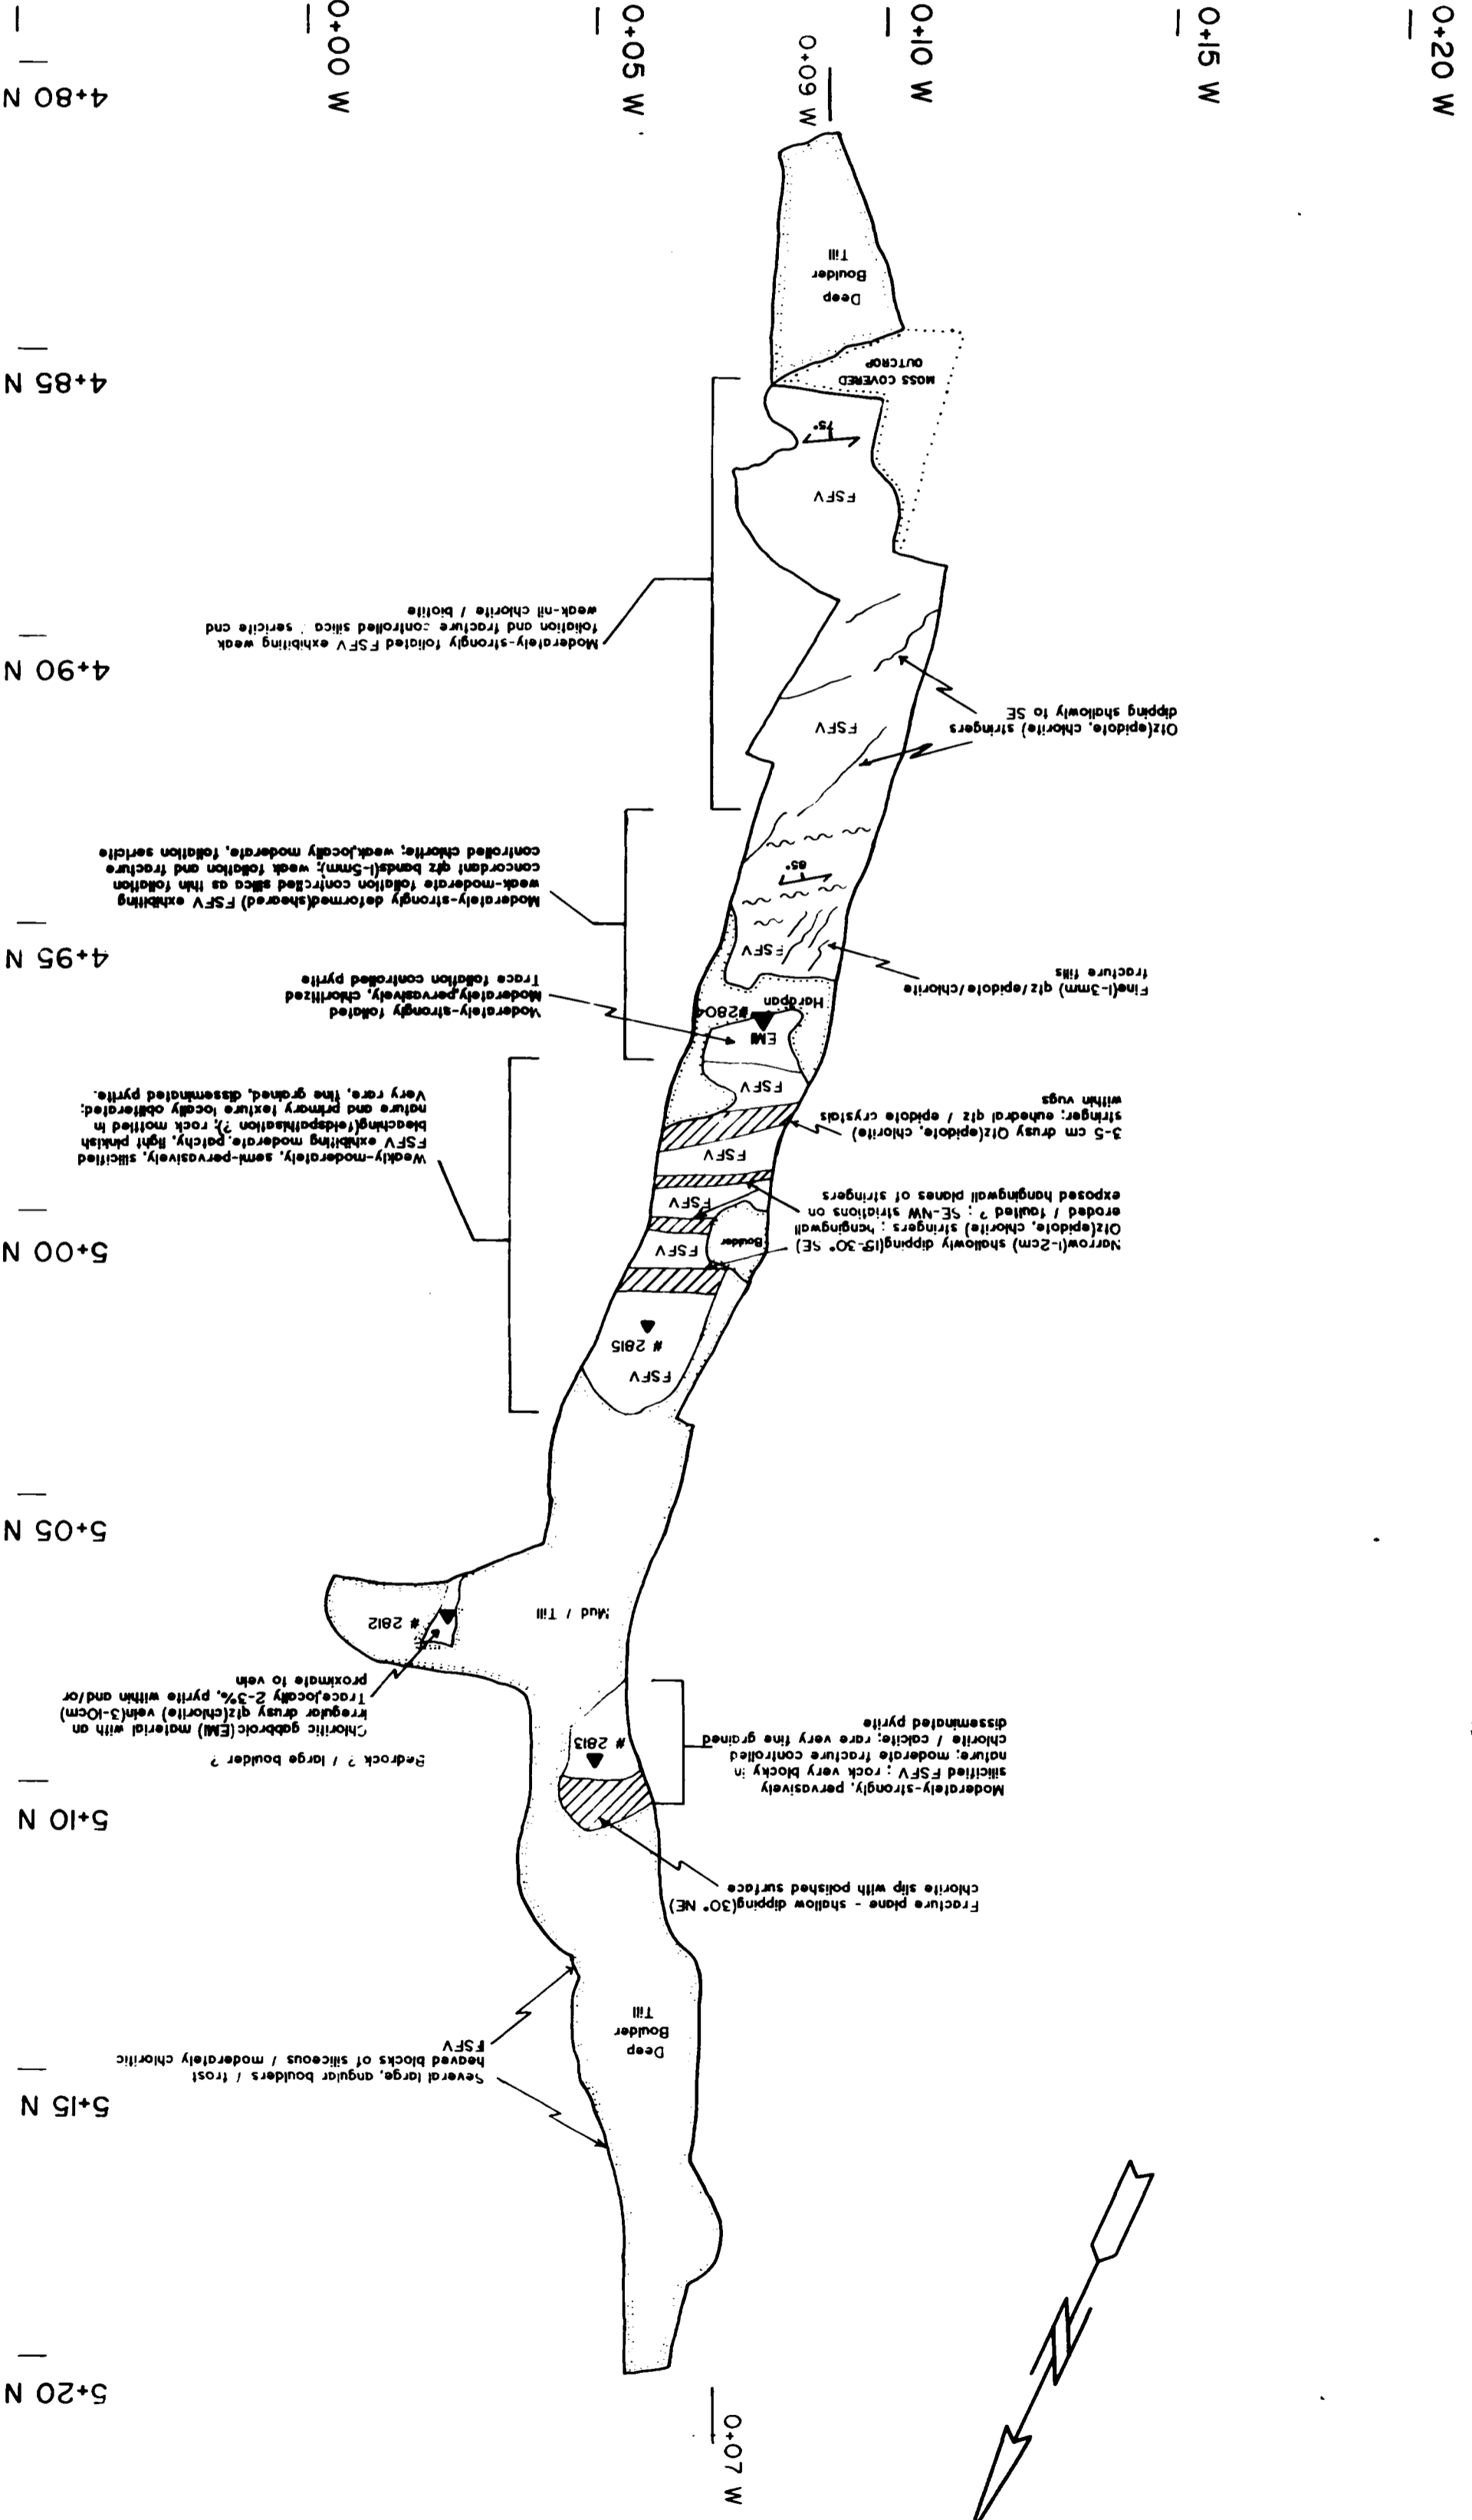 0+07 W
5+20 N
5+15 N
Several large, angular boulders / frost
heaved blocks of siliceous / moderately chloritic
FSFV
Deep
Boulder
Till
Fracture plane - shallow dipping(30° NE)
chlorite slip with polished surface
5+10 N
Moderately-strongly, pervasively
silicified FSFV ; rock very blocky in
nature; moderate fracture controlled
chlorite / calcite; rare very fine grained
disseminated pyrite
# 2813
Bedrock ? / large boulder ?
Chloritic gabbroic(EMI) material with an
irregular drusy qtz(chlorite) vein(3-10cm)
Trace,locally 2-3%, pyrite within and/or
proximate to vein
# 2812
Mud / Till
5+05 N
FSFV
# 2815
5+00 N
Narrow(1-2cm) shallowly dipping(15-30° SE)
Qtz(epidote, chlorite) stringers ; hangingwall
eroded / faulted ? ; SE-NW striations on
exposed hangingwall planes of stringers
Boulder
FSFV
FSFV
FSFV
Weakly-moderately, semi-pervasively, silicified
FSFV exhibiting moderate, patchy, light pinkish
bleaching(feldspathisation ?); rock mottled in
nature and primary texture locally obliterated;
Very rare, fine grained, disseminated pyrite.
3-5 cm drusy Qtz(epidote, chlorite)
stringer; euhedral qtz / epidote crystals
within vugs
FSFV
EMI
#2804
Hardpan
Moderately-strongly foliated
Moderately,pervasively, chloritized
Trace foliation controlled pyrite
Fine(1-3mm) qtz/epidote/chlorite
fracture fills
FSFV
4+95 N
85°
Moderately-strongly deformed(sheared) FSFV exhibiting
weak-moderate foliation controlled silica as thin foliation
concordant qtz bands(1-5mm); weak foliation and fracture
controlled chlorite; weak,locally moderate, foliation sericite
FSFV
Qtz(epidote, chlorite) stringers
dipping shallowly to SE
4+90 N
Moderately-strongly foliated FSFV exhibiting weak
foliation and fracture controlled silica, sericite and
weak-nil chlorite / biotite
FSFV
75°
MOSS COVERED
OUTCROP
4+85 N
Deep
Boulder
Till
4+80 N
0+09 W
0+20 W
0+15 W
0+10 W
0+05 W
0+00 W